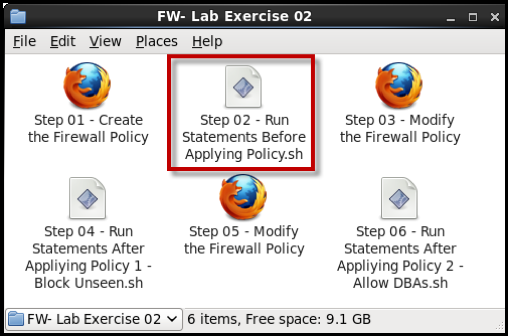 FW- Lab Exercise 02
File Edit View Places Help
Step 01 - Create
the Firewall Policy
Step 02 - Run
Statements Before
Applying Policy.sh
Step 03 - Modify
the Firewall Policy
Step 04 - Run
Statements After
Appliying Policy 1 -
Block Unseen.sh
Step 05 - Modify
the Firewall Policy
Step 06 - Run
Statements After
Appliying Policy 2 -
Allow DBAs.sh
FW- Lab Exercise 02 6 items, Free space: 9.1 GB